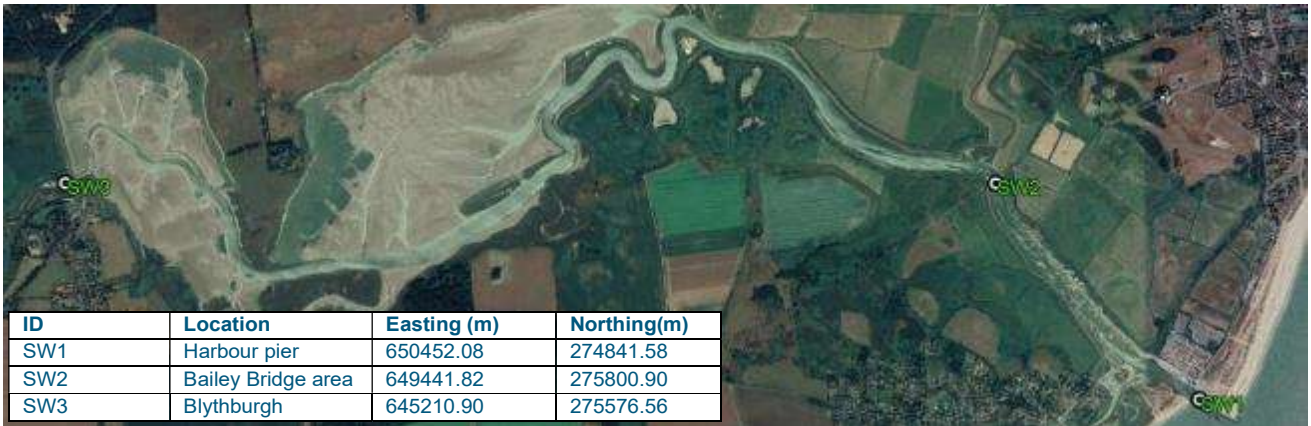 SW3
SW2
SW1
ID Location Easting (m) Northing(m)
SW1 Harbour pier 650452.08 274841.58
SW2 Bailey Bridge area 649441.82 275800.90
SW3 Blythburgh 645210.90 275576.56